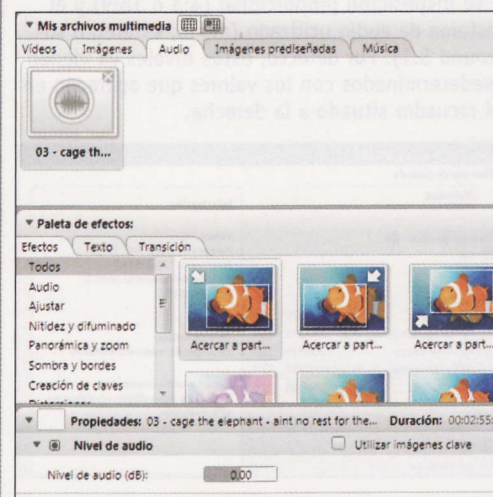 Mis archivos multimedia
Vídeos Imágenes Audio Imágenes prediseñadas Música
03 - cage th...
Paleta de efectos:
Efectos Texto Transición
Todos
Audio
Ajustar
Nitidez y difuminado
Panorámica y zoom
Sombra y bordes
Creación de claves
Acercar a part... Acercar a part... Acercar a part...
Propiedades: 03 - cage the elephant - aint no rest for the... Duración: 00:02:55:
Nivel de audio Utilizar imágenes clave
Nivel de audio (dB): 0,00